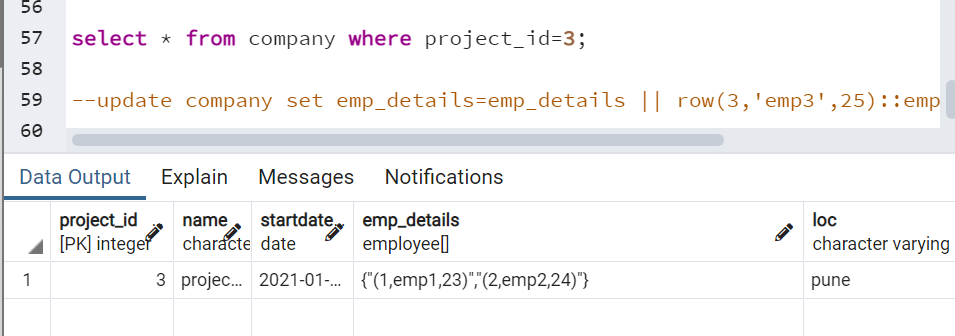 56
57 select * from company where project_id=3;
58
59 --update company set emp_details=emp_details || row(3,'emp3',25)::emp
60
Data Output Explain Messages Notifications
project_id name startdate emp_details loc
[PK] integer characte date employee[] character varying
1 3 projec... 2021-01-... {"(1,emp1,23)","(2,emp2,24)"} pune